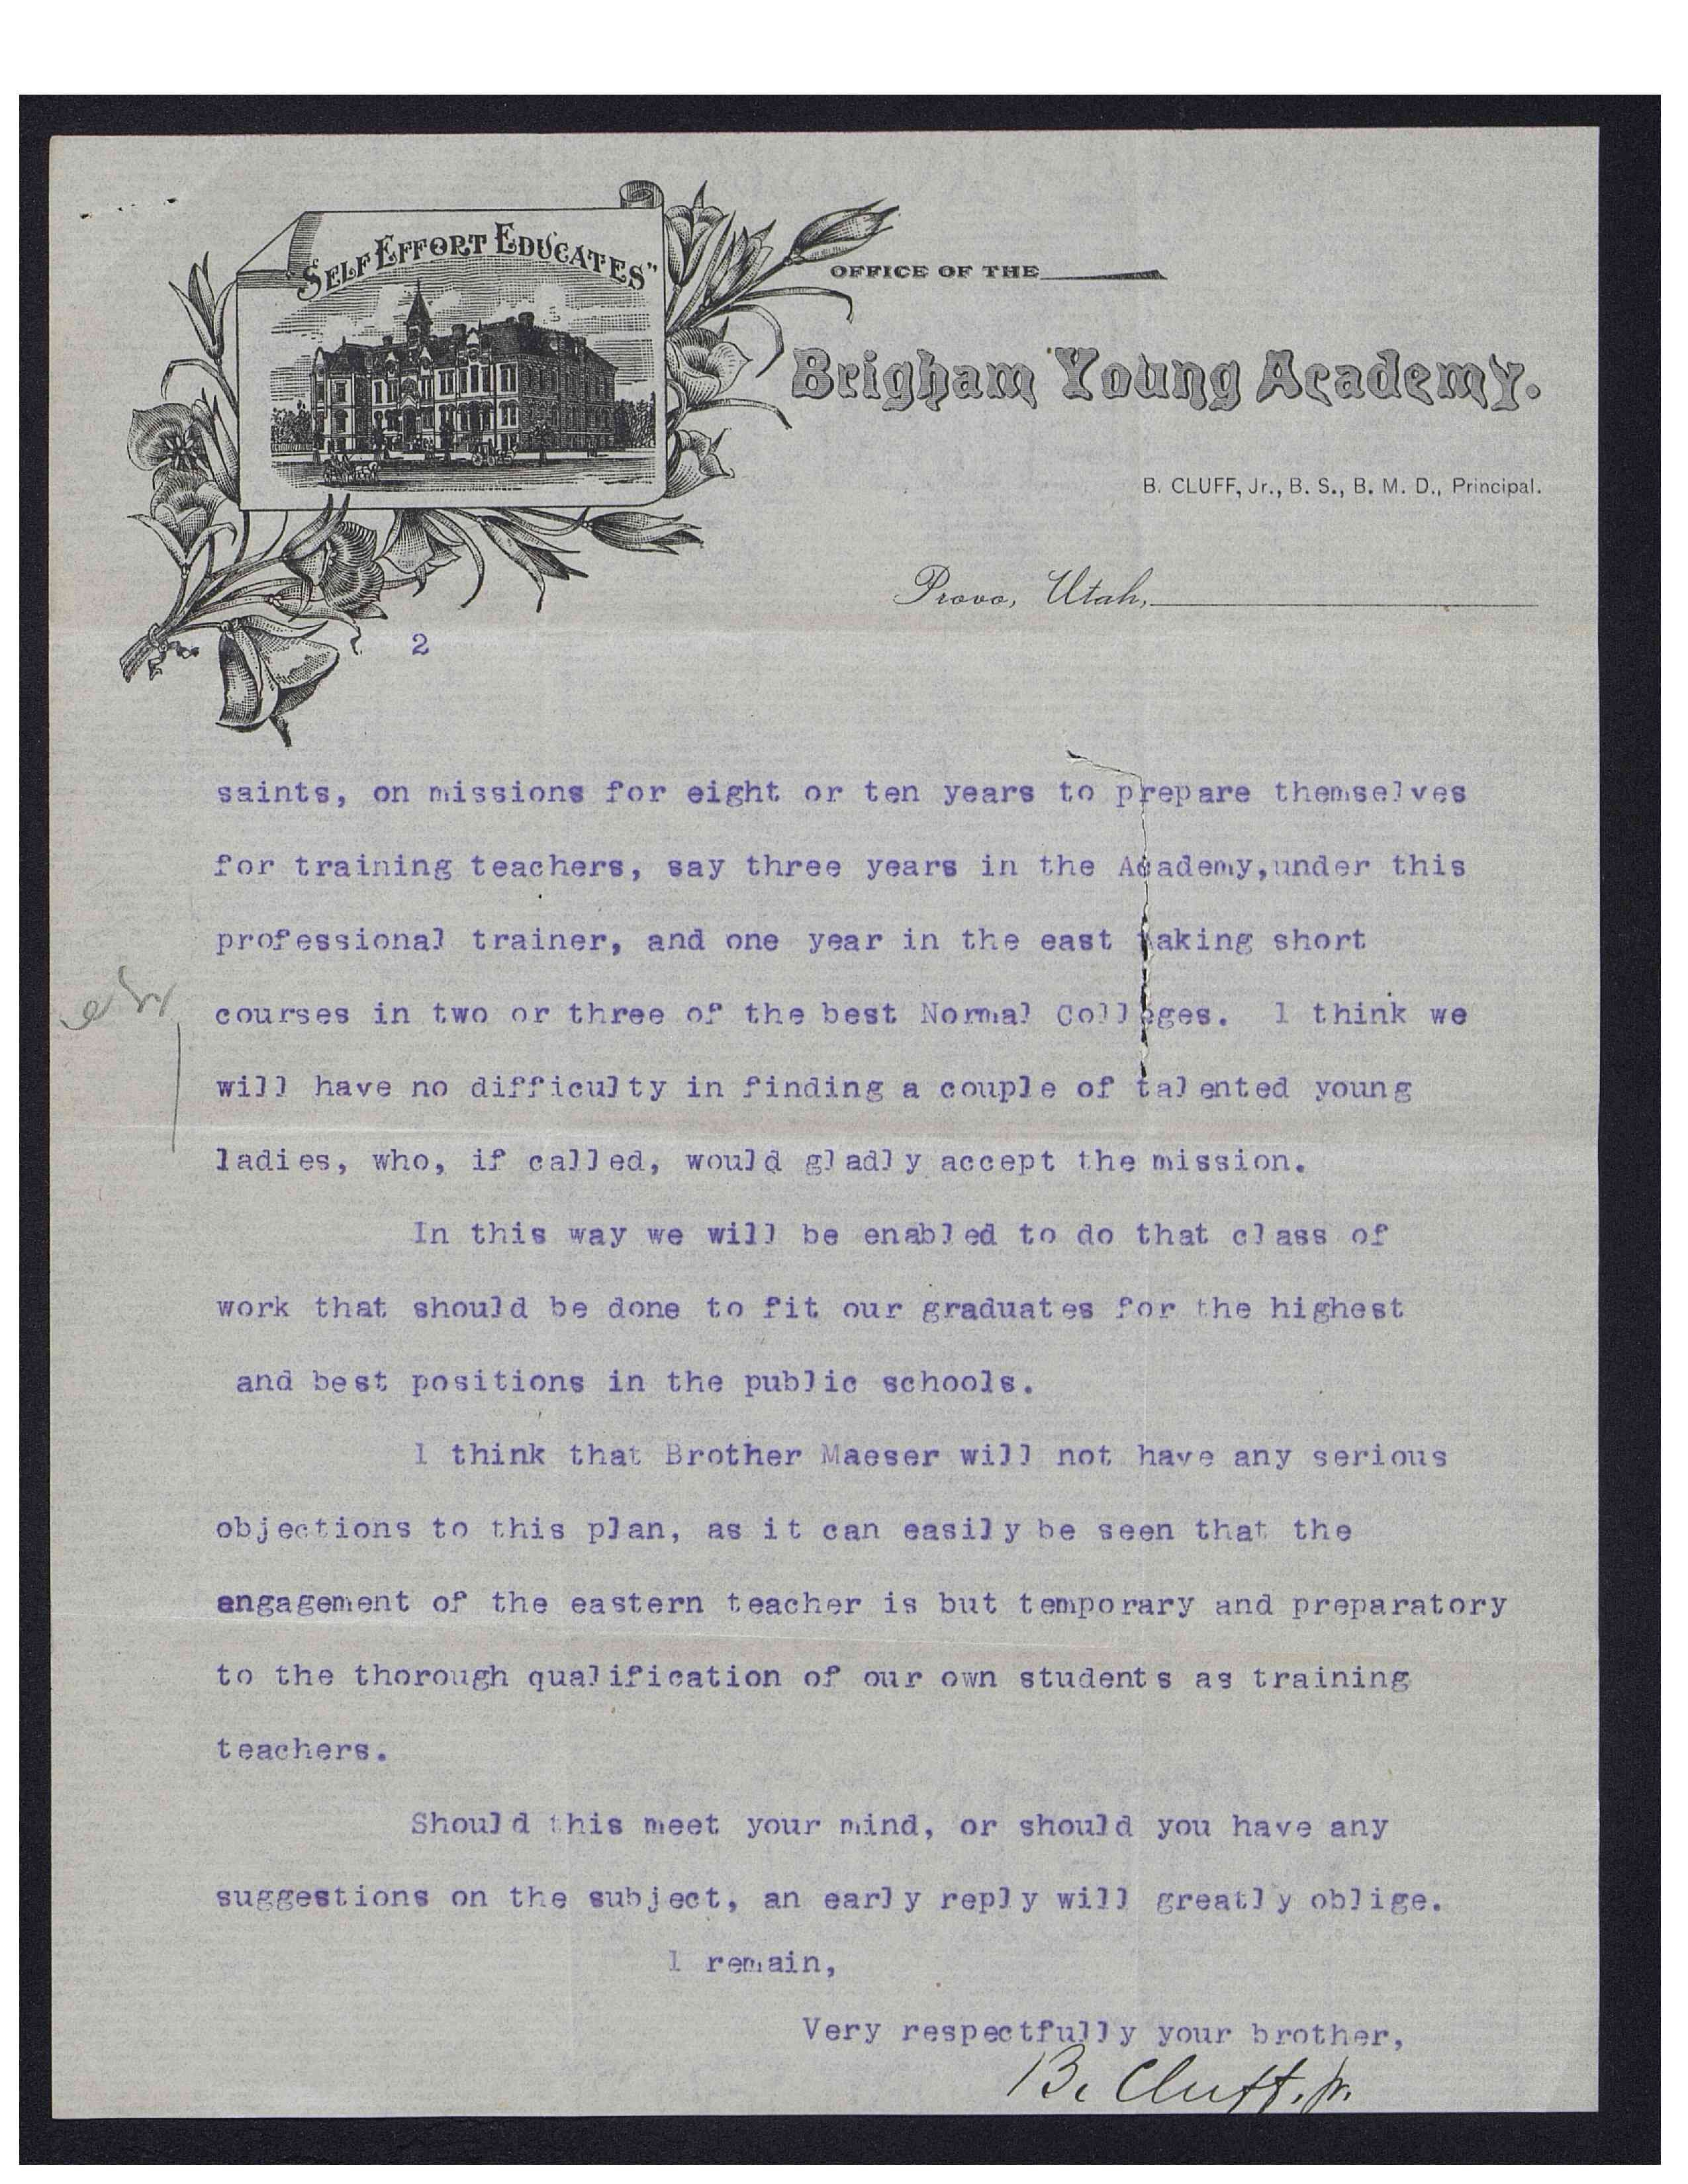 "SELF EFFORT EDUCATES"
OFFICE OF THE
Brigham Young Academy.
B. CLUFF, Jr., B. S., B. M. D., Principal.
Provo, Utah,
2
saints, on missions for eight or ten years to prepare themselves
for training teachers, say three years in the Academy,under this
professional trainer, and one year in the east taking short
courses in two or three of the best Normal Colleges. I think we
will have no difficulty in finding a couple of talented young
ladies, who, if called, would gladly accept the mission.
In this way we will be enabled to do that class of
work that should be done to fit our graduates for the highest
and best positions in the public schools.
I think that Brother Maeser will not have any serious
objections to this plan, as it can easily be seen that the
engagement of the eastern teacher is but temporary and preparatory
to the thorough qualification of our own students as training
teachers.
Should this meet your mind, or should you have any
suggestions on the subject, an early reply will greatly oblige.
I remain,
Very respectfully your brother,
B. Cluff, Jr.